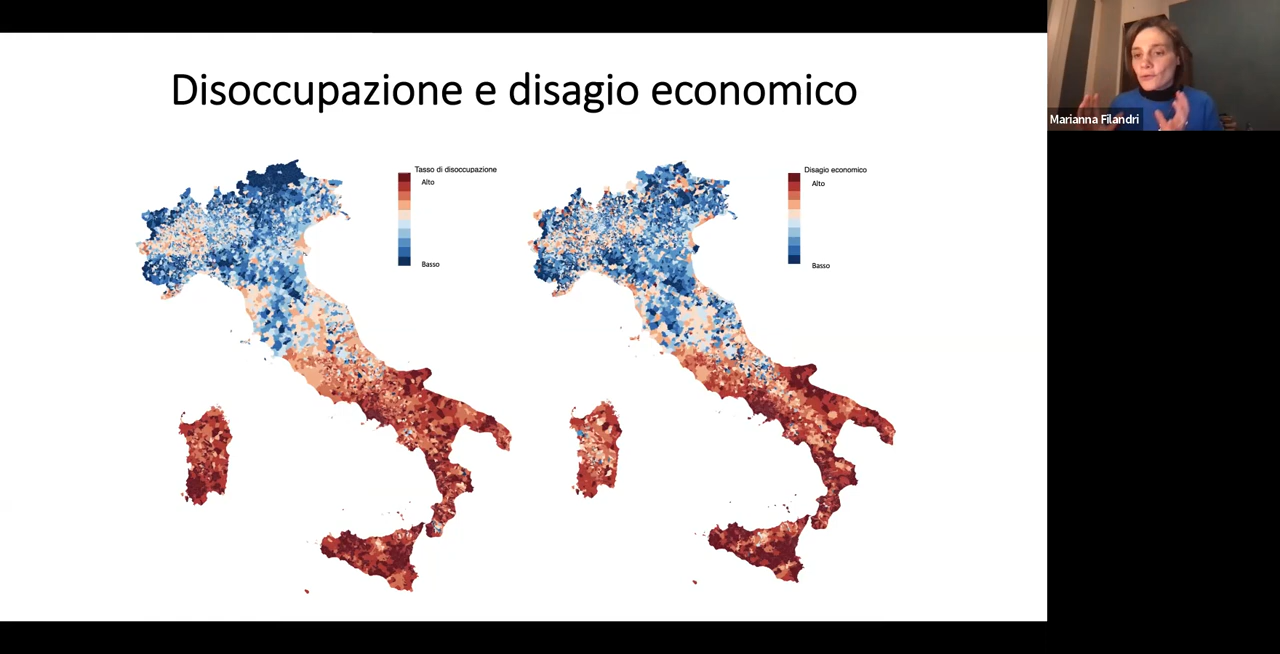 Disoccupazione e disagio economico
Tasso di disoccupazione
Alto
Basso
Disagio economico
Alto
Basso
Marianna Filandri